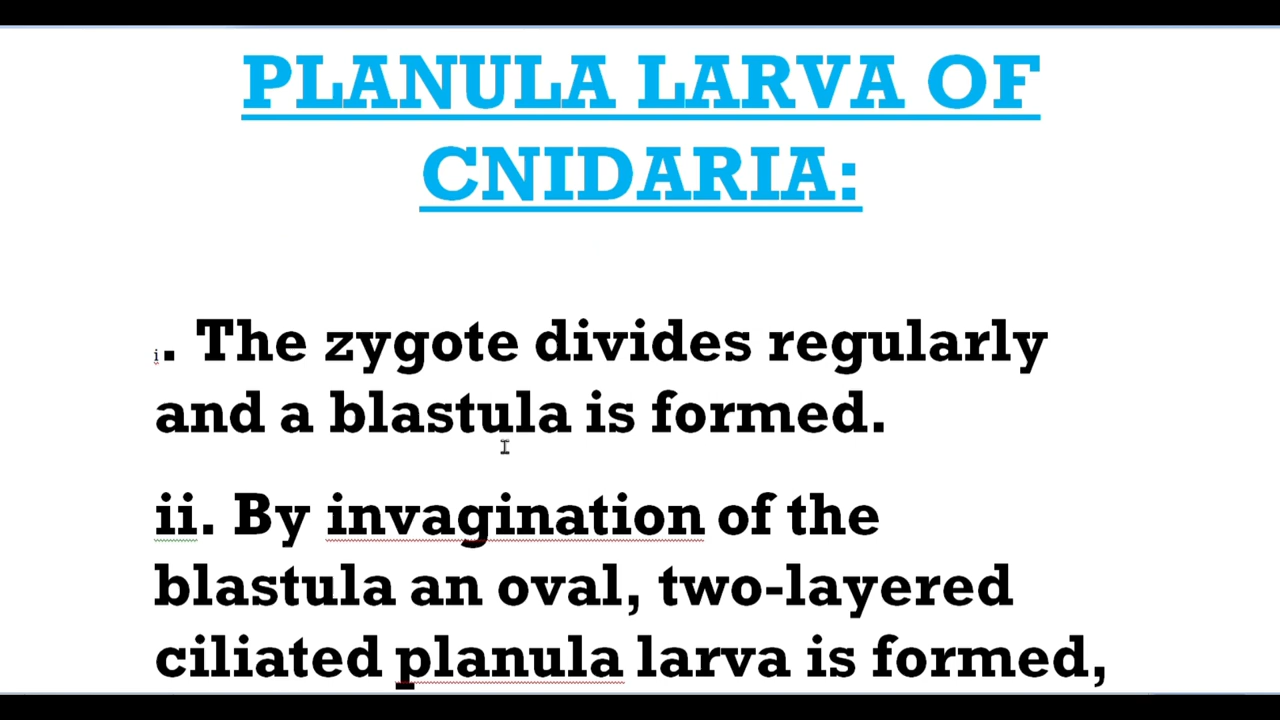 PLANULA LARVA OF
CNIDARIA:
i. The zygote divides regularly
and a blastula is formed.
ii. By invagination of the
blastula an oval, two-layered
ciliated planula larva is formed,